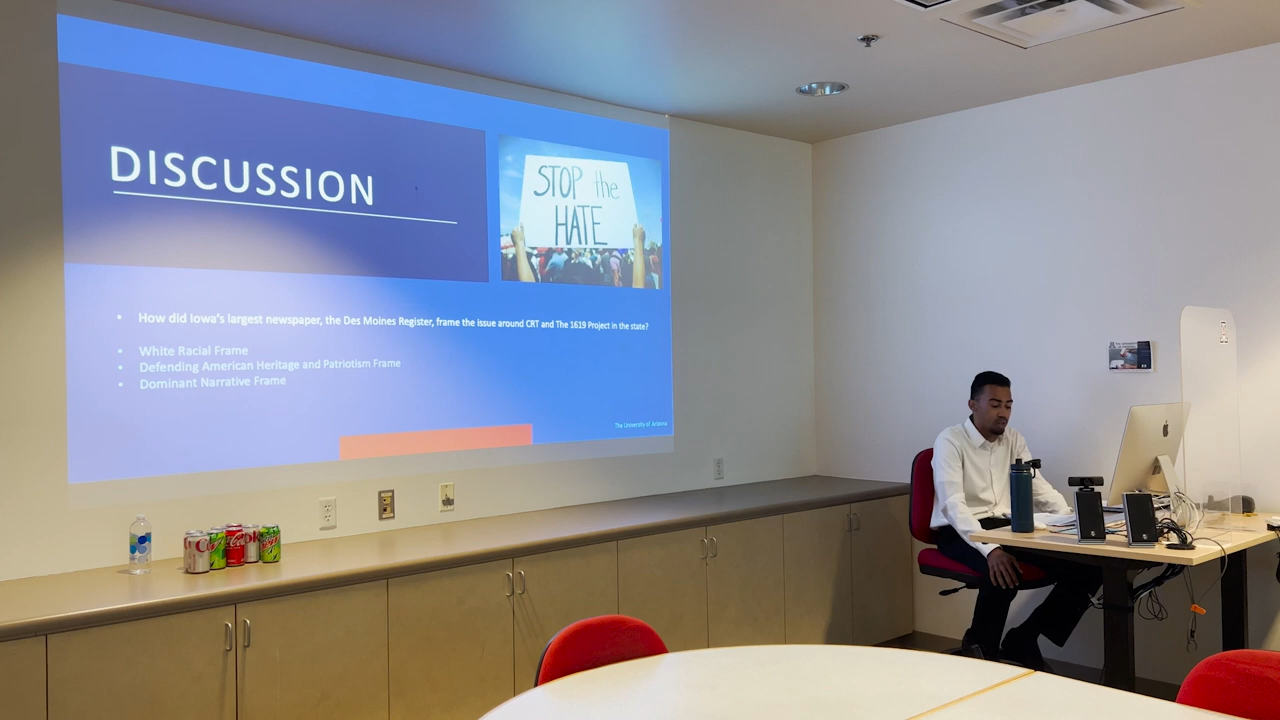 DISCUSSION
STOP the
HATE
• How did Iowa's largest newspaper, the Des Moines Register, frame the issue around CRT and The 1619 Project in the state?
• White Racial Frame
• Defending American Heritage and Patriotism Frame
• Dominant Narrative Frame
The University of Arizona